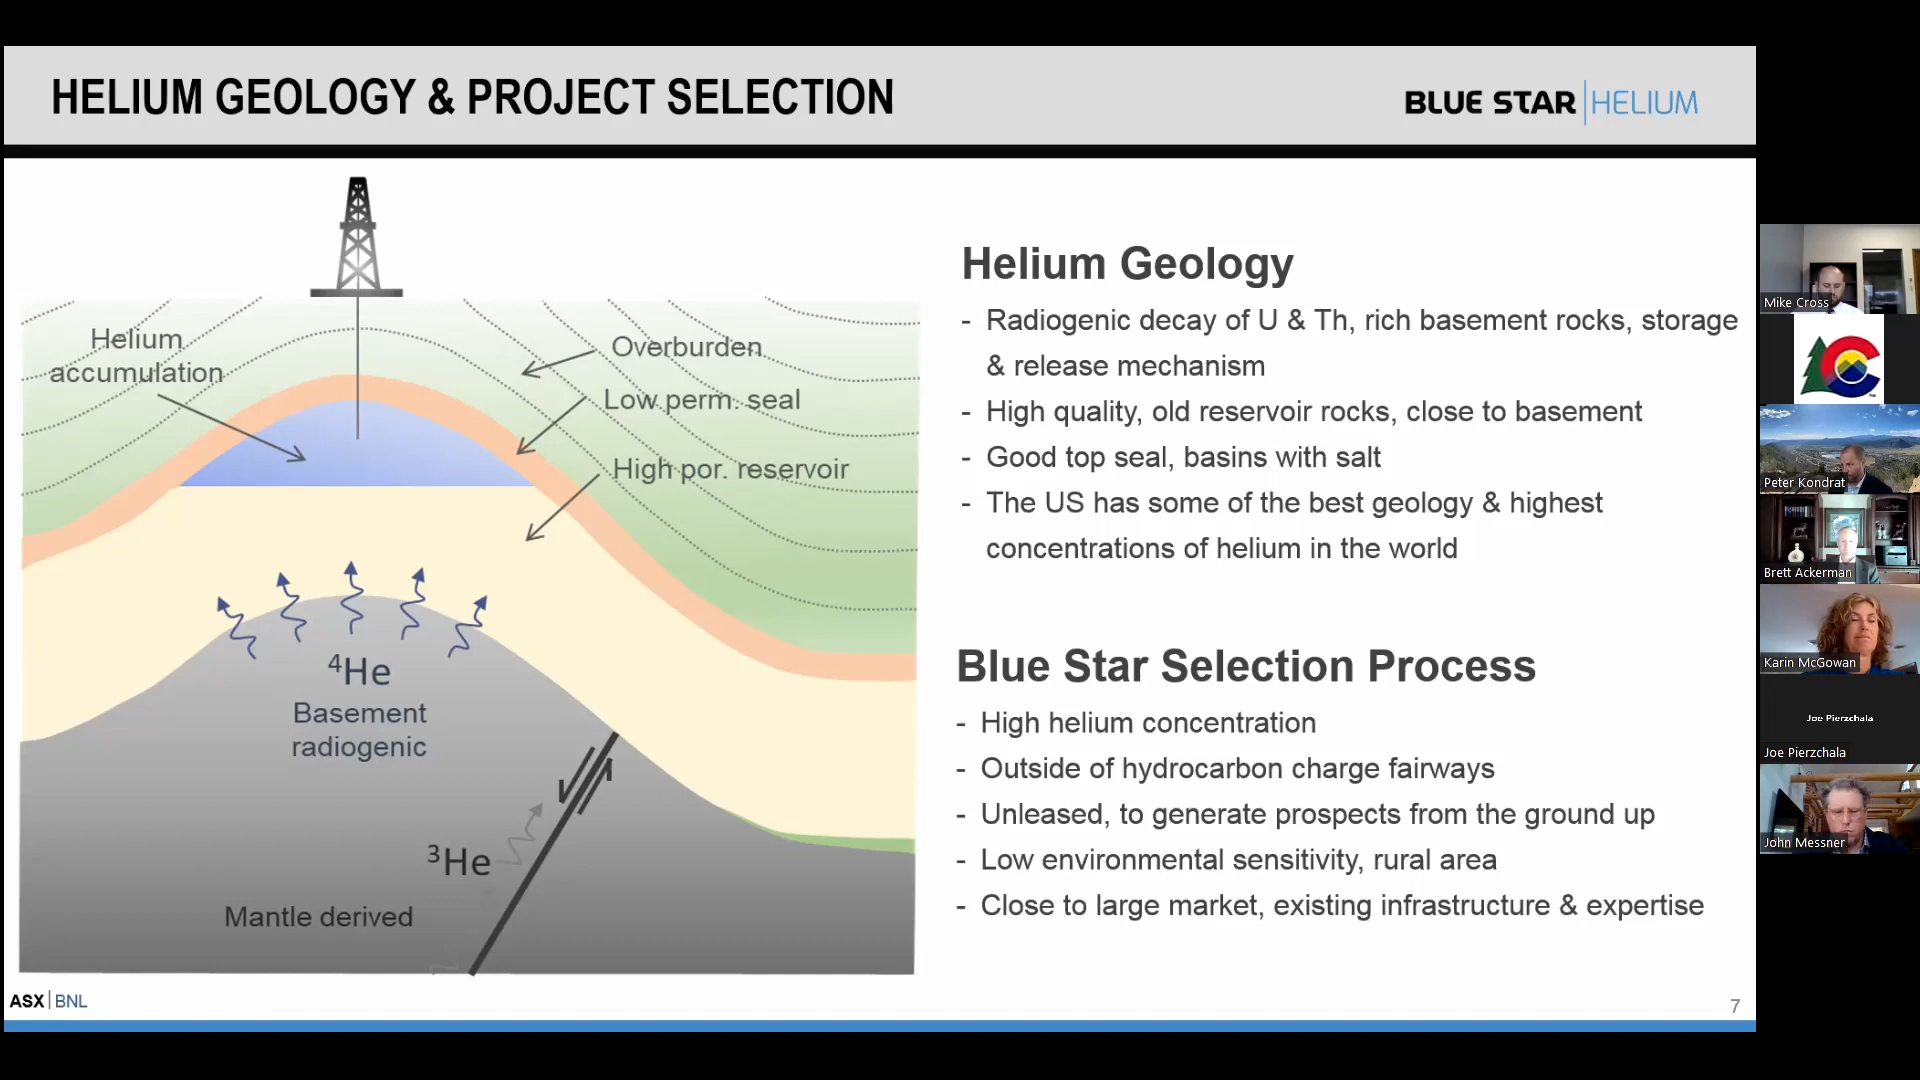 HELIUM GEOLOGY & PROJECT SELECTION
BLUE STAR HELIUM
Helium
accumulation
Overburden
Low perm. seal
High por. reservoir
⁴He
Basement
radiogenic
³He
Mantle derived
Helium Geology
- Radiogenic decay of U & Th, rich basement rocks, storage
& release mechanism
- High quality, old reservoir rocks, close to basement
- Good top seal, basins with salt
- The US has some of the best geology & highest
concentrations of helium in the world
Blue Star Selection Process
- High helium concentration
- Outside of hydrocarbon charge fairways
- Unleased, to generate prospects from the ground up
- Low environmental sensitivity, rural area
- Close to large market, existing infrastructure & expertise
ASX BNL
7
Mike Cross
Peter Kondrat
Brett Ackerman
Karin McGowan
Joe Pierzchala
Joe Pierzchala
John Messner